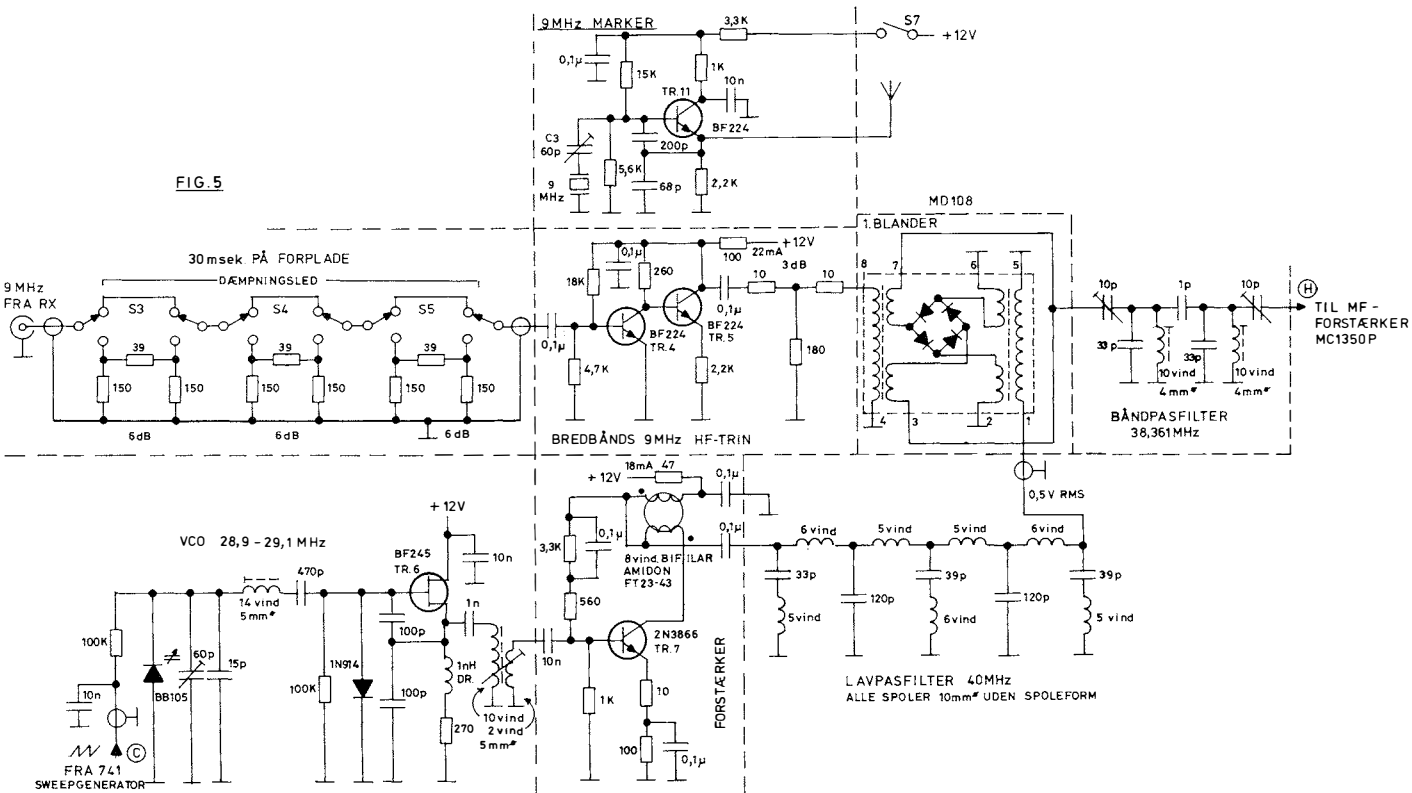 9MHz MARKER
3,3K
S7
+12V
0,1µ
15K
1K
10n
TR.11
BF224
C3
60p
200p
5,6K
9
MHz
68p
2,2K
FIG.5
MD108
1.BLANDER
30msek. PÅ FORPLADE
DÆMPNINGSLED
9MHz
FRA RX
S3
S4
S5
39
39
39
150
150
150
150
150
150
6dB
6dB
6dB
0,1µ
18K
0,1µ
260
100
+12V
22mA
BF224
TR.4
BF224
TR.5
0,1µ
4,7K
2,2K
10
3dB
10
180
8
7
6
5
4
3
2
1
10p
1p
10p
H
TIL MF-
FORSTÆRKER
MC1350P
33p
33p
10vind
4mmø
10vind
4mmø
BÅNDPASFILTER
38,361MHz
BREDBÅNDS 9MHz HF-TRIN
0,5V RMS
VCO 28,9-29,1MHz
+12V
BF245
TR.6
10n
470p
14 vind
5mmø
100K
BB105
60p
15p
10n
C
FRA 741
SWEEPGENERATOR
100K
1N914
100p
100p
1n
1nH
DR.
270
10vind
2vind
5mmø
10n
18mA 47
+12V
0,1µ
3,3K
0,1µ
0,1µ
8vind. BIFILAR
AMIDON
FT23-43
560
2N3866
TR.7
1K
10
100
0,1µ
FORSTÆRKER
6vind
5vind
5vind
6vind
33p
39p
39p
120p
120p
5vind
6vind
5 vind
LAVPASFILTER 40MHz
ALLE SPOLER 10mmø UDEN SPOLEFORM